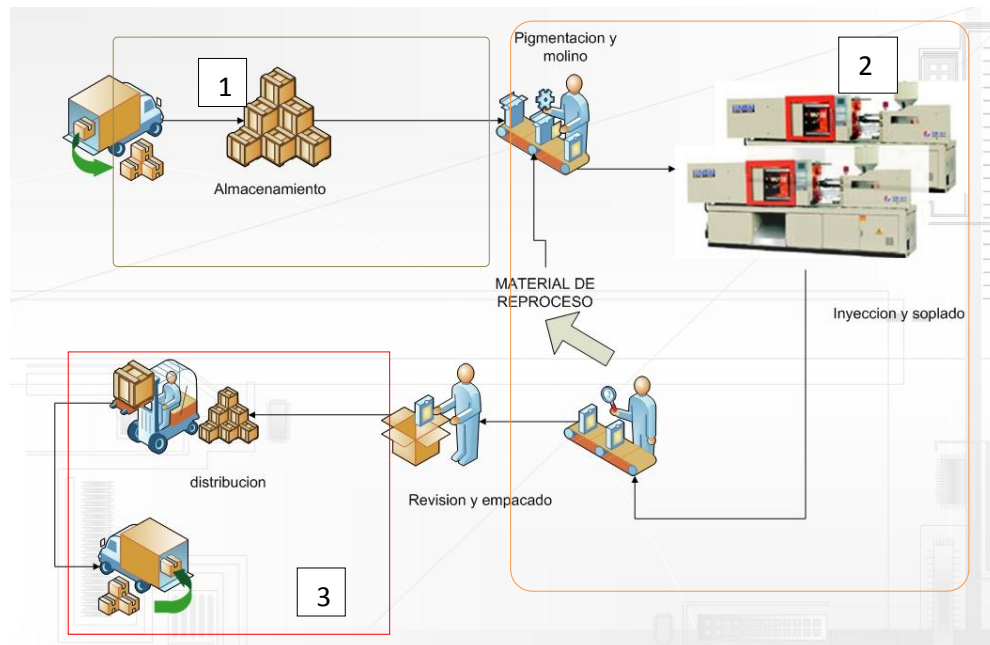 1
Almacenamiento
Pigmentacion y
molino
2
Inyeccion y soplado
MATERIAL DE
REPROCESO
Revision y empacado
distribucion
3